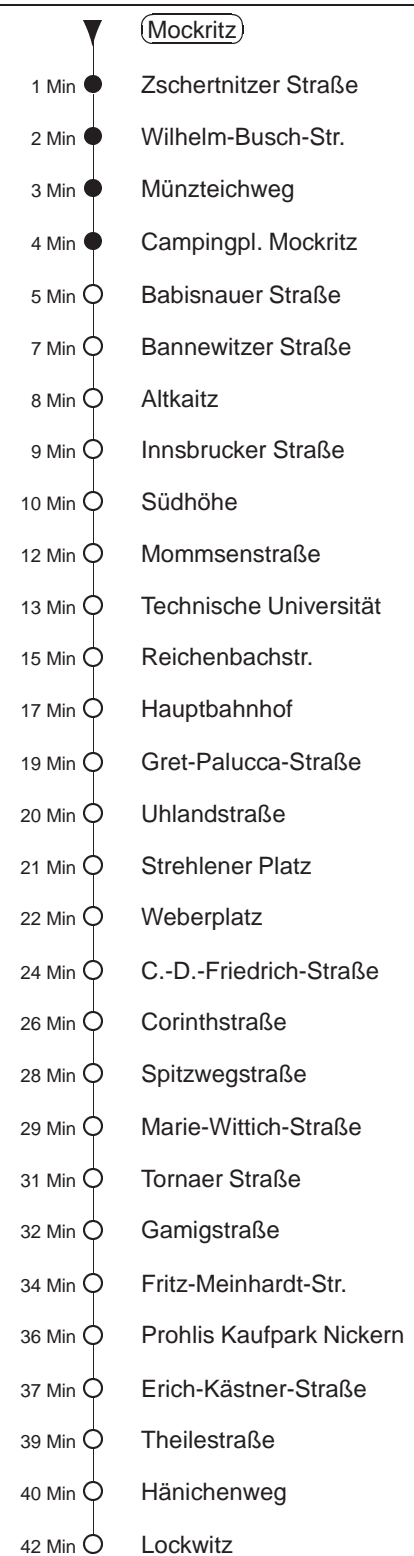 Mockritz
1 Min Zschertnitzer Straße
2 Min Wilhelm-Busch-Str.
3 Min Münzteichweg
4 Min Campingpl. Mockritz
5 Min Babisnauer Straße
7 Min Bannewitzer Straße
8 Min Altkaitz
9 Min Innsbrucker Straße
10 Min Südhöhe
12 Min Mommsenstraße
13 Min Technische Universität
15 Min Reichenbachstr.
17 Min Hauptbahnhof
19 Min Gret-Palucca-Straße
20 Min Uhlandstraße
21 Min Strehlener Platz
22 Min Weberplatz
24 Min C.-D.-Friedrich-Straße
26 Min Corinthstraße
28 Min Spitzwegstraße
29 Min Marie-Wittich-Straße
31 Min Tornaer Straße
32 Min Gamigstraße
34 Min Fritz-Meinhardt-Str.
36 Min Prohlis Kaufpark Nickern
37 Min Erich-Kästner-Straße
39 Min Theilestraße
40 Min Hänichenweg
42 Min Lockwitz